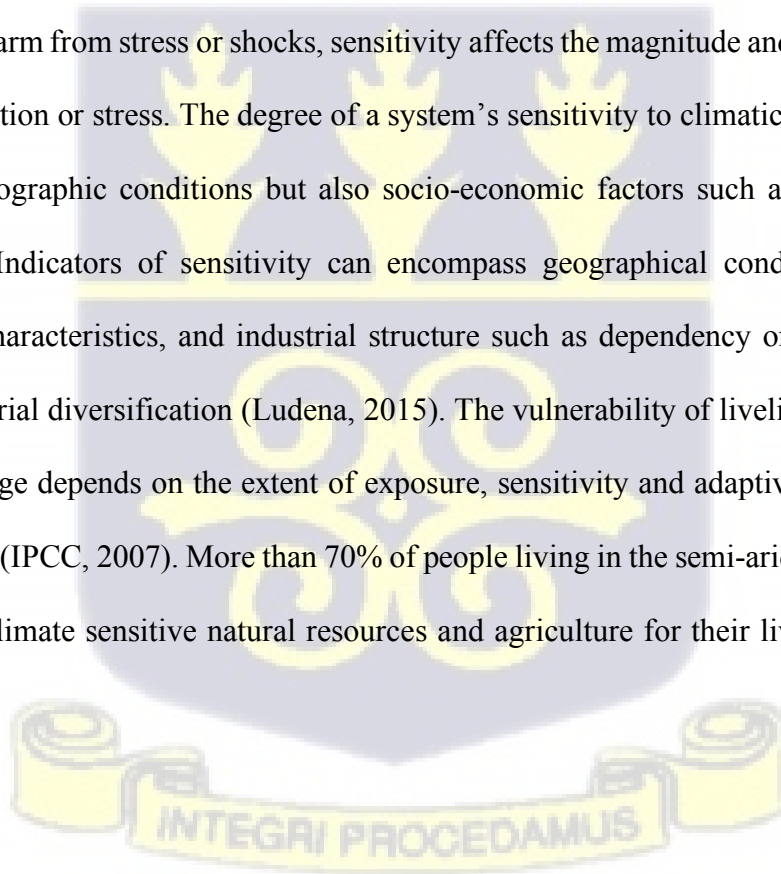 arm from stress or shocks, sensitivity affects the magnitude and
tion or stress. The degree of a system’s sensitivity to climatic
ographic conditions but also socio-economic factors such a
Indicators of sensitivity can encompass geographical cond
haracteristics, and industrial structure such as dependency o
rial diversification (Ludena, 2015). The vulnerability of liveli
ge depends on the extent of exposure, sensitivity and adaptiv
(IPCC, 2007). More than 70% of people living in the semi-ari
limate sensitive natural resources and agriculture for their liv
INTEGRI PROCEDAMUS